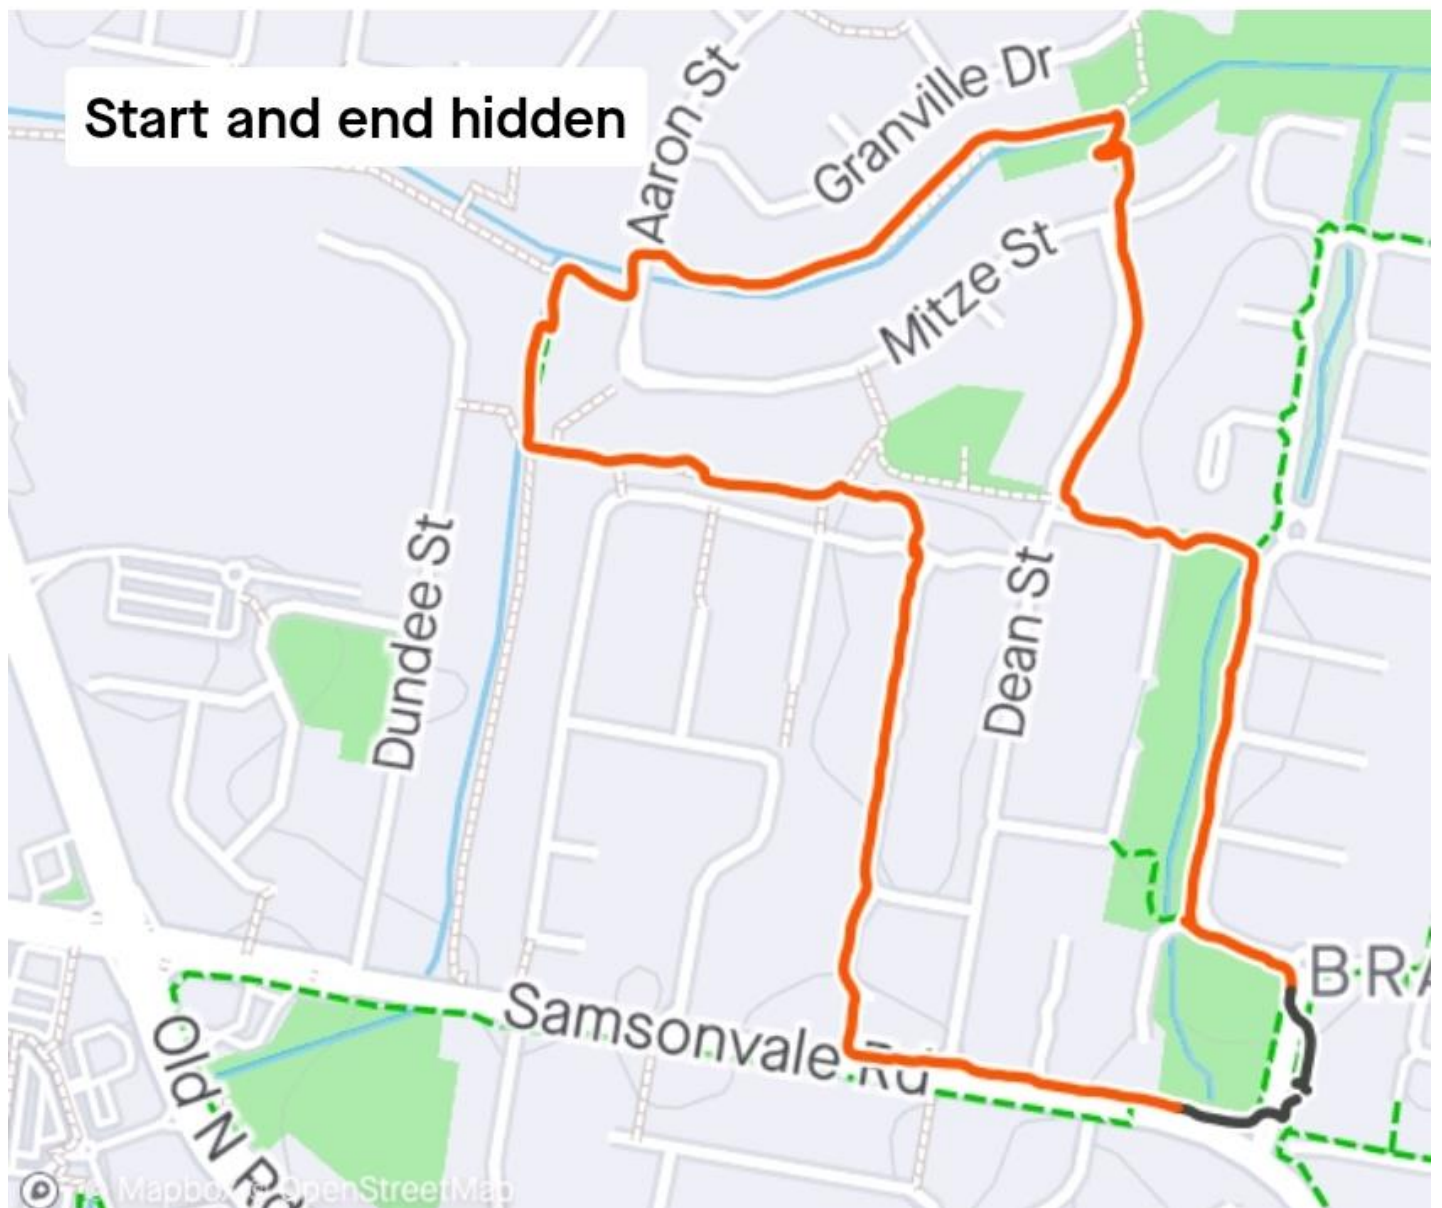 Start and end hidden
Aaron St
Granville Dr
Mitze St
Dundee St
Dean St
BRA
Samsonvale Rd
Old N Rd
Mapbox OpenStreetMap